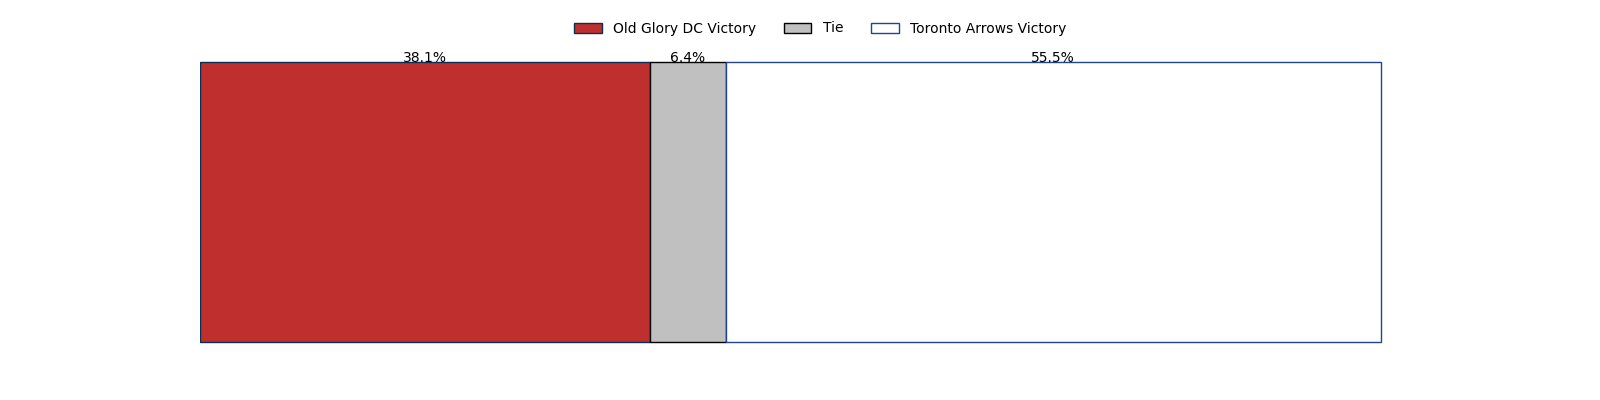 Old Glory DC Victory Tie Toronto Arrows Victory
38.1% 6.4% 55.5%